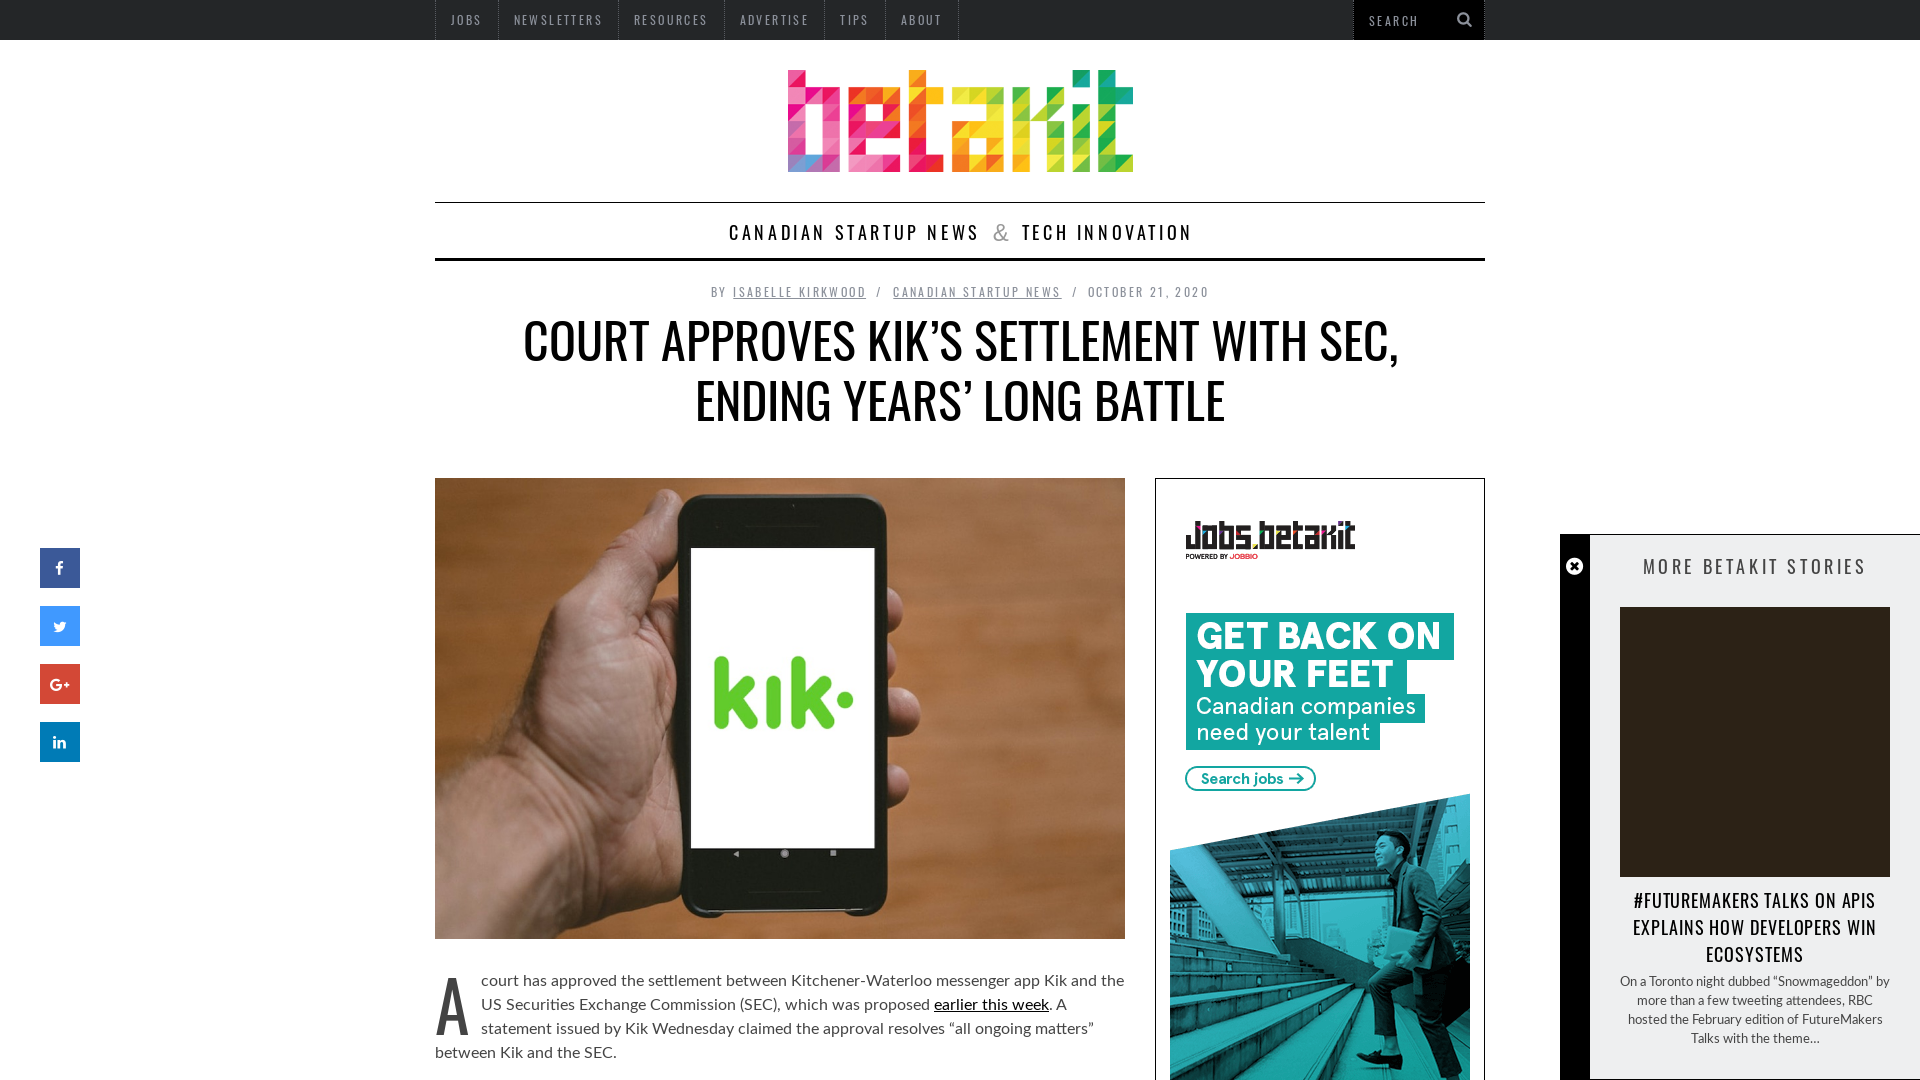 JOBS
NEWSLETTERS
RESOURCES
ADVERTISE
TIPS
ABOUT
SEARCH
betakit
CANADIAN STARTUP NEWS & TECH INNOVATION
BY ISABELLE KIRKWOOD / CANADIAN STARTUP NEWS / OCTOBER 21, 2020
COURT APPROVES KIK’S SETTLEMENT WITH SEC,
ENDING YEARS’ LONG BATTLE
kik.
A court has approved the settlement between Kitchener-Waterloo messenger app Kik and the
US Securities Exchange Commission (SEC), which was proposed earlier this week. A
statement issued by Kik Wednesday claimed the approval resolves “all ongoing matters”
between Kik and the SEC.
Jobs.betakit
POWERED BY JOBBIO
GET BACK ON
YOUR FEET
Canadian companies
need your talent
Search jobs →
f
G+
in
MORE BETAKIT STORIES
#FUTUREMAKERS TALKS ON APIS
EXPLAINS HOW DEVELOPERS WIN
ECOSYSTEMS
On a Toronto night dubbed “Snowmageddon” by
more than a few tweeting attendees, RBC
hosted the February edition of FutureMakers
Talks with the theme...